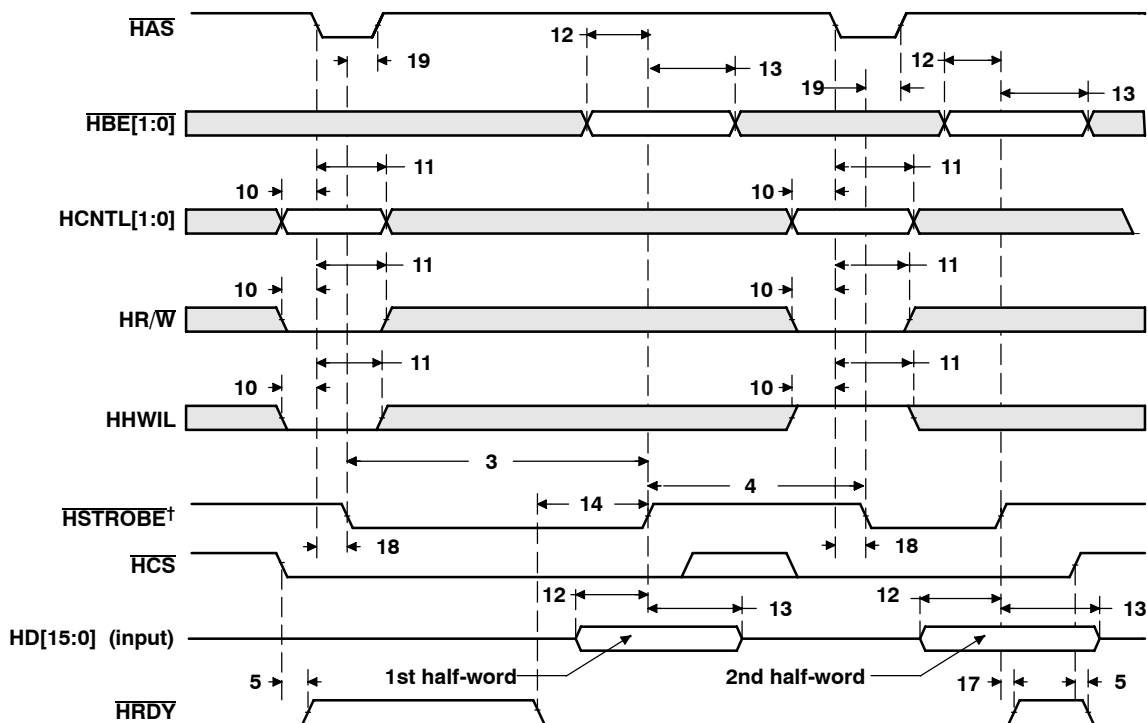 HAS
12
12
19
13
19
13
HBE[1:0]
11
11
10
10
HCNTL[1:0]
11
11
10
10
HR/W
11
11
10
10
HHWIL
3
4
14
HSTROBE†
18
18
HCS
12
12
13
13
HD[15:0] (input)
1st half-word
2nd half-word
5
17
5
HRDY